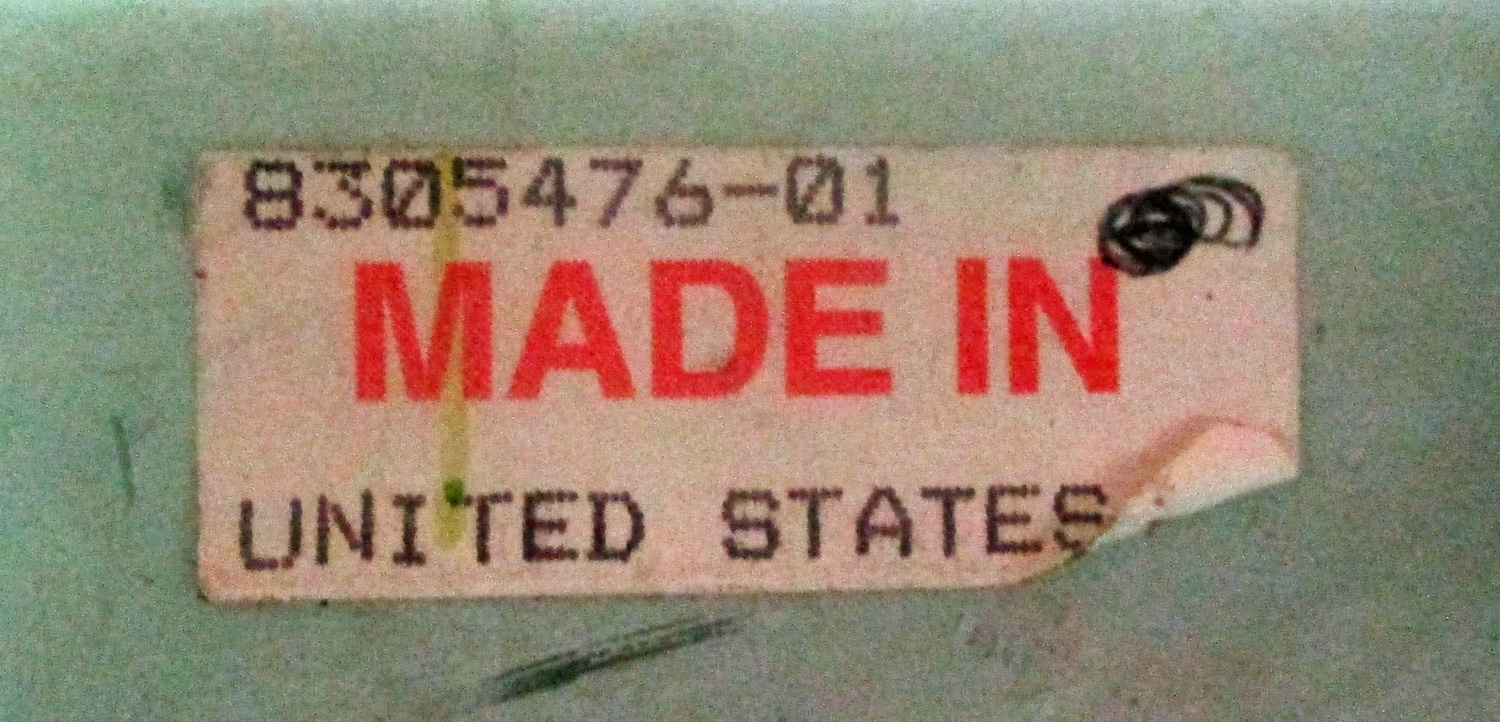 8305476-01
MADE IN
UNITED STATES